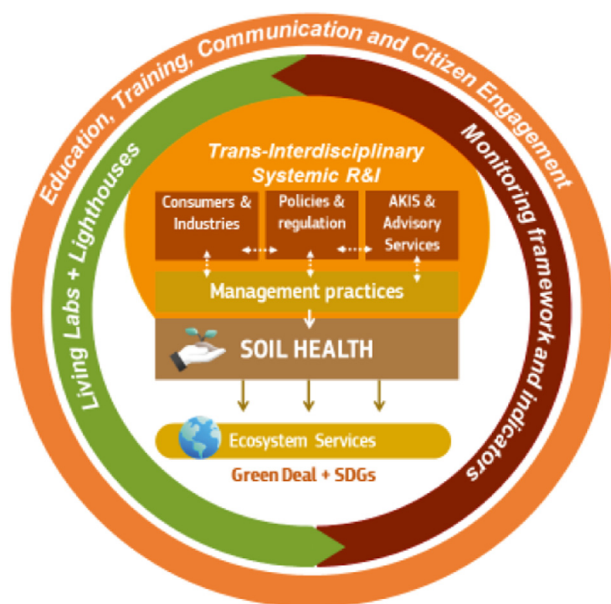 Education, Training, Communication and Citizen Engagement
Living Labs + Lighthouses
Monitoring framework and indicators
Trans-Interdisciplinary
Systemic R&I
Consumers &
Industries
Policies &
regulation
AKIS &
Advisory
Services
Management practices
SOIL HEALTH
Ecosystem Services
Green Deal + SDGs